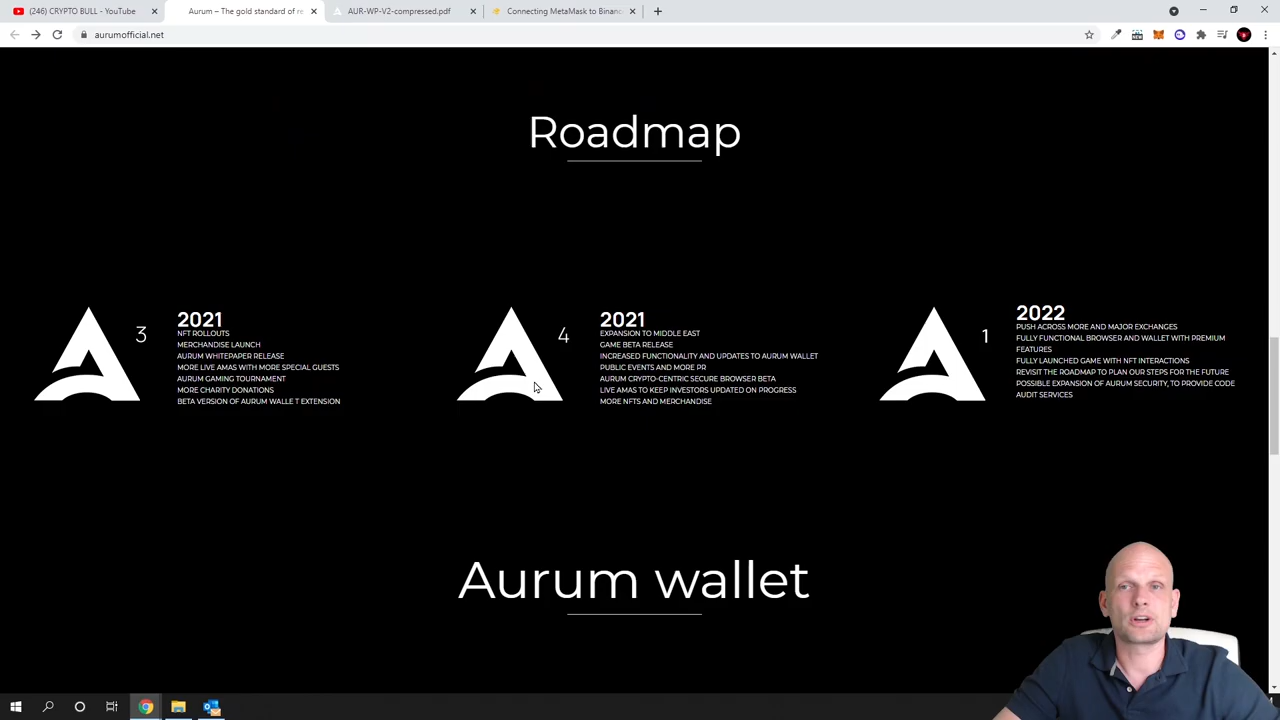 (246) CRYPTO BULL - YouTube
Aurum – The gold standard of re
AUR-WP-V2-compressed.pdf
Connecting MetaMask to Binanc
aurumofficial.net
Roadmap
3
2021
NFT ROLLOUTS
MERCHANDISE LAUNCH
AURUM WHITEPAPER RELEASE
MORE LIVE AMAS WITH MORE SPECIAL GUESTS
AURUM GAMING TOURNAMENT
MORE CHARITY DONATIONS
BETA VERSION OF AURUM WALLE T EXTENSION
4
2021
EXPANSION TO MIDDLE EAST
GAME BETA RELEASE
INCREASED FUNCTIONALITY AND UPDATES TO AURUM WALLET
PUBLIC EVENTS AND MORE PR
AURUM CRYPTO-CENTRIC SECURE BROWSER BETA
LIVE AMAS TO KEEP INVESTORS UPDATED ON PROGRESS
MORE NFTS AND MERCHANDISE
1
2022
PUSH ACROSS MORE AND MAJOR EXCHANGES
FULLY FUNCTIONAL BROWSER AND WALLET WITH PREMIUM
FEATURES
FULLY LAUNCHED GAME WITH NFT INTERACTIONS
REVISIT THE ROADMAP TO PLAN OUR STEPS FOR THE FUTURE
POSSIBLE EXPANSION OF AURUM SECURITY, TO PROVIDE CODE
AUDIT SERVICES
Aurum wallet